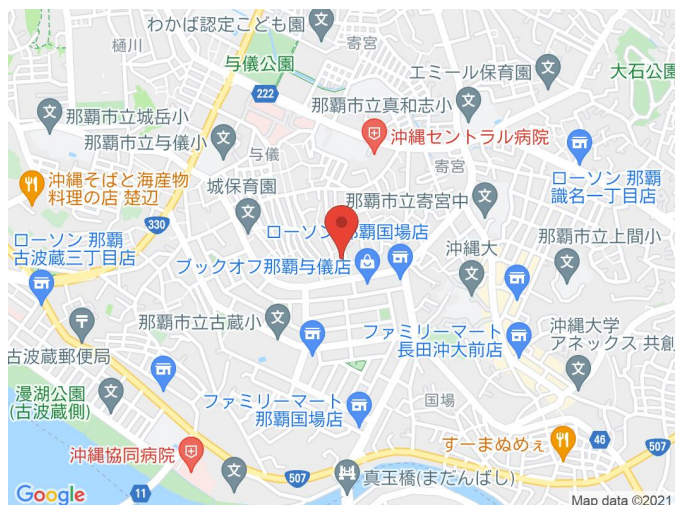 わかば認定こども園
樋川
寄宮
与儀公園
エミール保育園
大石公園
222
那覇市立真和志小
那覇市立城岳小
那覇市立与儀小
沖縄セントラル病院
与儀
寄宮
沖縄そばと海産物
料理の店 楚辺
城保育園
ローソン 那覇
識名一丁目店
那覇市立寄宮中
330
ローソン 那覇国場店
沖縄大
那覇市立上間小
ローソン 那覇
古波蔵三丁目店
ブックオフ那覇与儀店
那覇市立古蔵小
ファミリーマート
長田沖大前店
沖縄大学
アネックス 共創
古波蔵郵便局
漫湖公園
(古波蔵側)
ファミリーマート
那覇国場店
国場
すーまぬめぇ
46
507
沖縄協同病院
507
真玉橋(まだんばし)
11
Google
Map data ©2021